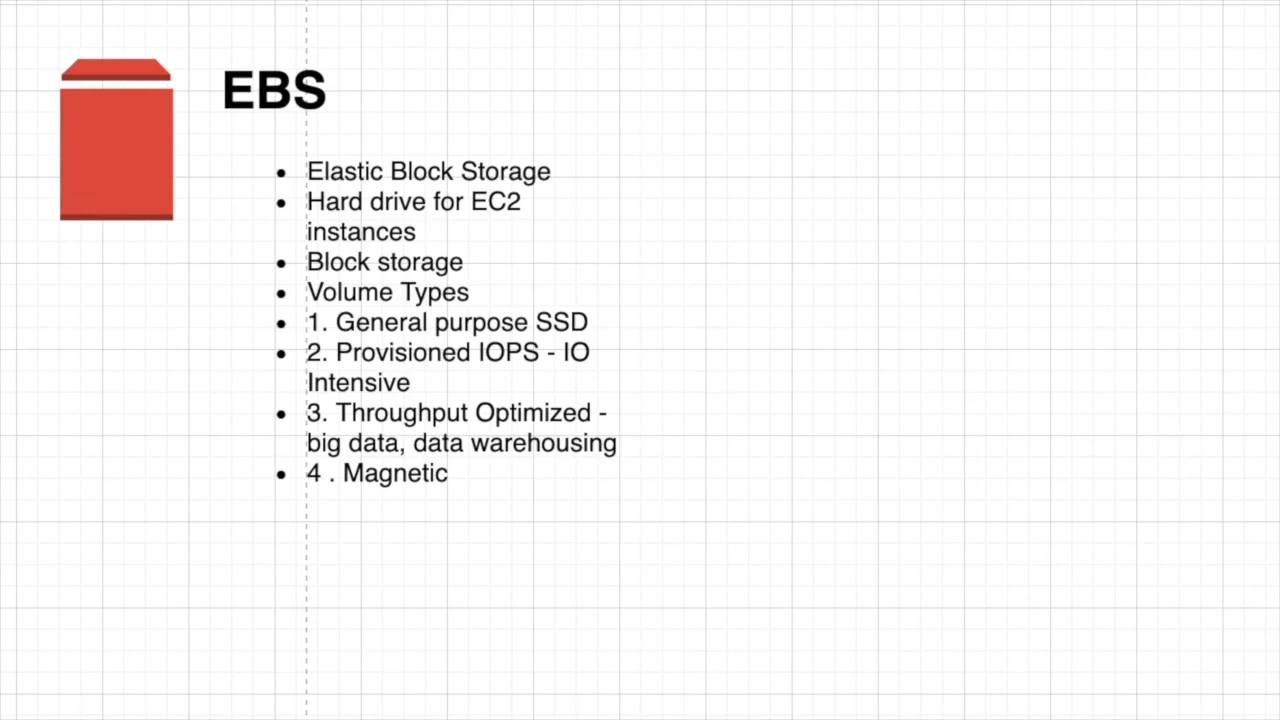 EBS
• Elastic Block Storage
• Hard drive for EC2
instances
• Block storage
• Volume Types
• 1. General purpose SSD
• 2. Provisioned IOPS - IO
Intensive
• 3. Throughput Optimized -
big data, data warehousing
• 4 . Magnetic